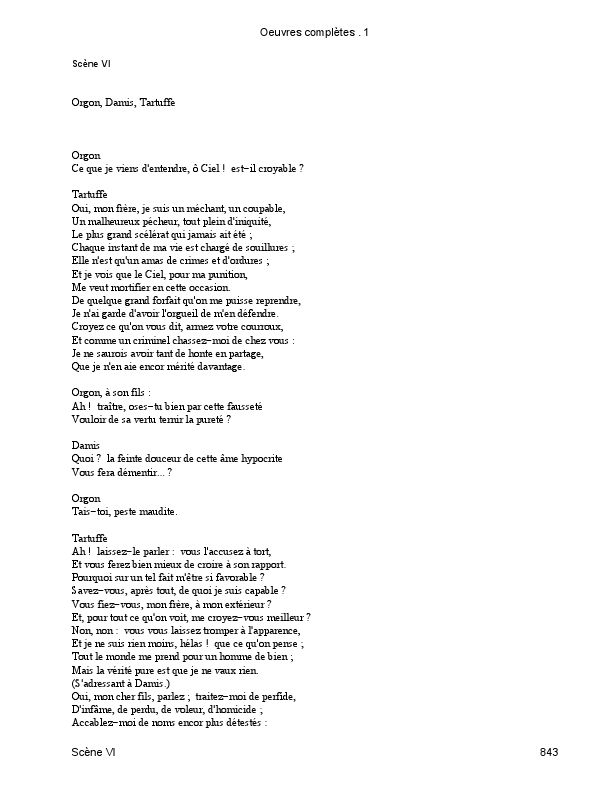 Oeuvres complètes . 1
Scène VI
Orgon, Damis, Tartuffe
Orgon
Ce que je viens d'entendre, ô Ciel !  est−il croyable ?
Tartuffe
Oui, mon frère, je suis un méchant, un coupable,
Un malheureux pécheur, tout plein d'iniquité,
Le plus grand scélérat qui jamais ait été ;
Chaque instant de ma vie est chargé de souillures ;
Elle n'est qu'un amas de crimes et d'ordures ;
Et je vois que le Ciel, pour ma punition,
Me veut mortifier en cette occasion.
De quelque grand forfait qu'on me puisse reprendre,
Je n'ai garde d'avoir l'orgueil de m'en défendre.
Croyez ce qu'on vous dit, armez votre courroux,
Et comme un criminel chassez−moi de chez vous :
Je ne saurois avoir tant de honte en partage,
Que je n'en aie encor mérité davantage.
Orgon, à son fils :
Ah !  traître, oses−tu bien par cette fausseté
Vouloir de sa vertu ternir la pureté ?
Damis
Quoi ?  la feinte douceur de cette âme hypocrite
Vous fera démentir... ?
Orgon
Tais−toi, peste maudite.
Tartuffe
Ah !  laissez−le parler :  vous l'accusez à tort,
Et vous ferez bien mieux de croire à son rapport.
Pourquoi sur un tel fait m'être si favorable ?
Savez−vous, après tout, de quoi je suis capable ?
Vous fiez−vous, mon frère, à mon extérieur ?
Et, pour tout ce qu'on voit, me croyez−vous meilleur ?
Non, non :  vous vous laissez tromper à l'apparence,
Et je ne suis rien moins, hélas !  que ce qu'on pense ;
Tout le monde me prend pour un homme de bien ;
Mais la vérité pure est que je ne vaux rien.
(S'adressant à Damis.)
Oui, mon cher fils, parlez ;  traitez−moi de perfide,
D'infâme, de perdu, de voleur, d'homicide ;
Accablez−moi de noms encor plus détestés :
Scène VI 843